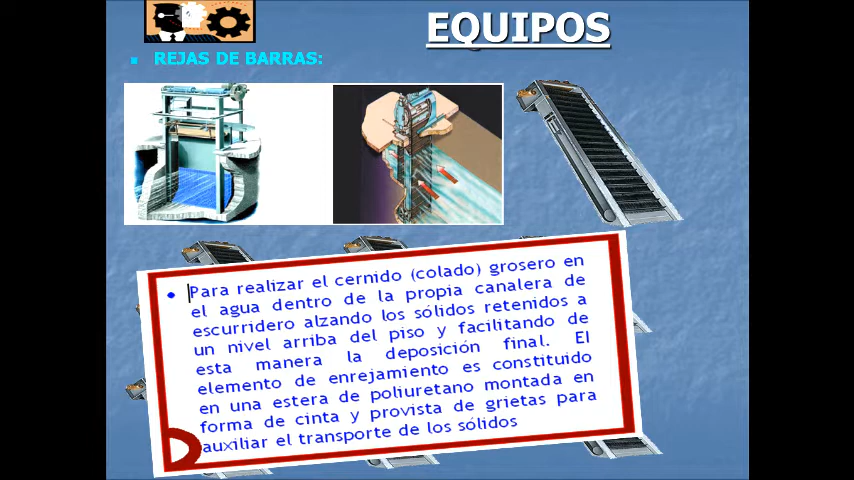 EQUIPOS
REJAS DE BARRAS:
Para realizar el cernido (colado) grosero en
el agua dentro de la propia canalera de
escurridero alzando los sólidos retenidos a
un nivel arriba del piso y facilitando de
esta manera la deposición final. El
elemento de enrejamiento es constituido
en una estera de poliuretano montada en
forma de cinta y provista de grietas para
auxiliar el transporte de los sólidos